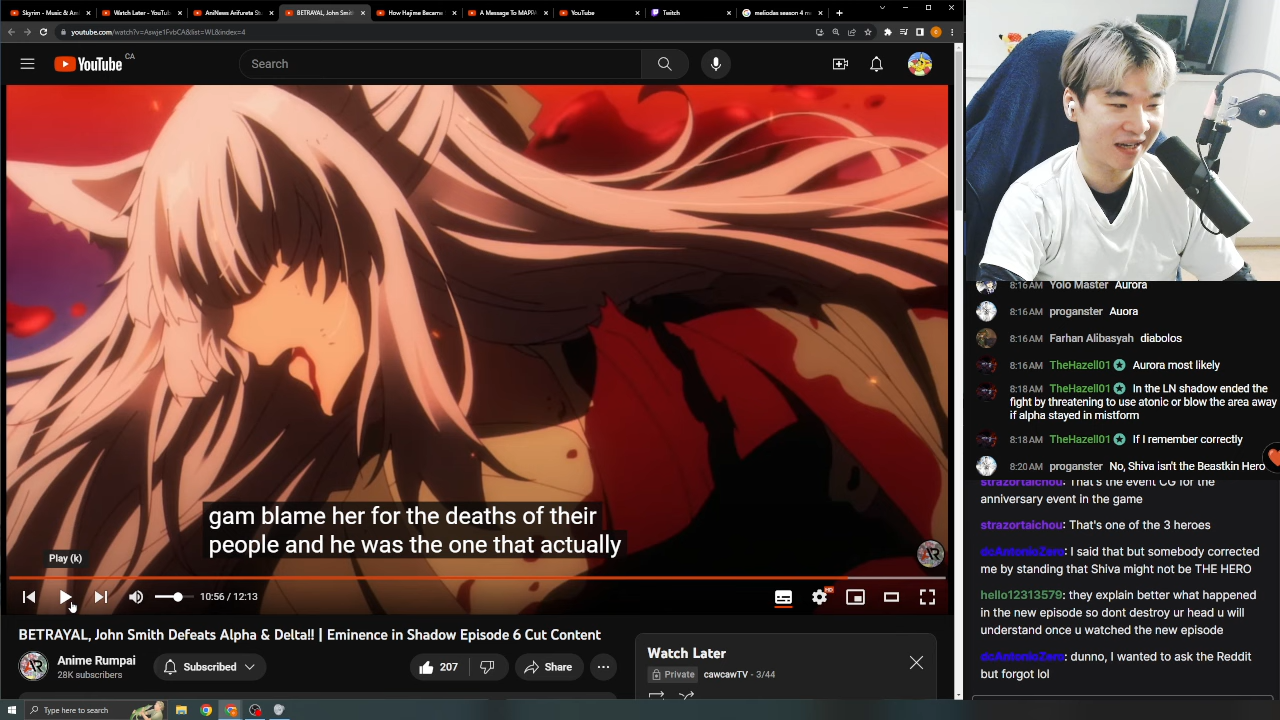 Skyrim - Music & An
Watch Later - YouTu
AniNews Arifureta St
BETRAYAL, John Smit
How Hajime Became
A Message To MAPP
YouTube
Twitch
meliodas season 4 m
youtube.com/watch?v=Aswje1FvbCA&list=WL&index=4
YouTube CA
Search
gam blame her for the deaths of their
people and he was the one that actually
Play (k)
10:56 / 12:13
HD
AR
BETRAYAL, John Smith Defeats Alpha & Delta!! | Eminence in Shadow Episode 6 Cut Content
AR
Anime Rumpai
28K subscribers
Subscribed
207
Share
Watch Later
Private cawcawTV - 3/44
Type here to search
8:16 AM Yolo Master Aurora
8:16 AM proganster Auora
8:16 AM Farhan Alibasyah diabolos
8:16 AM TheHazell01 Aurora most likely
8:18 AM TheHazell01 In the LN shadow ended the
fight by threatening to use atonic or blow the area away
if alpha stayed in mistform
8:18 AM TheHazell01 If I remember correctly
8:20 AM proganster No, Shiva isn't the Beastkin Hero
strazortaichou: That's the event CG for the
anniversary event in the game
strazortaichou: That's one of the 3 heroes
dcAntonioZero: I said that but somebody corrected
me by standing that Shiva might not be THE HERO
hello12313579: they explain better what happened
in the new episode so dont destroy ur head u will
understand once u watched the new episode
dcAntonioZero: dunno, I wanted to ask the Reddit
but forgot lol